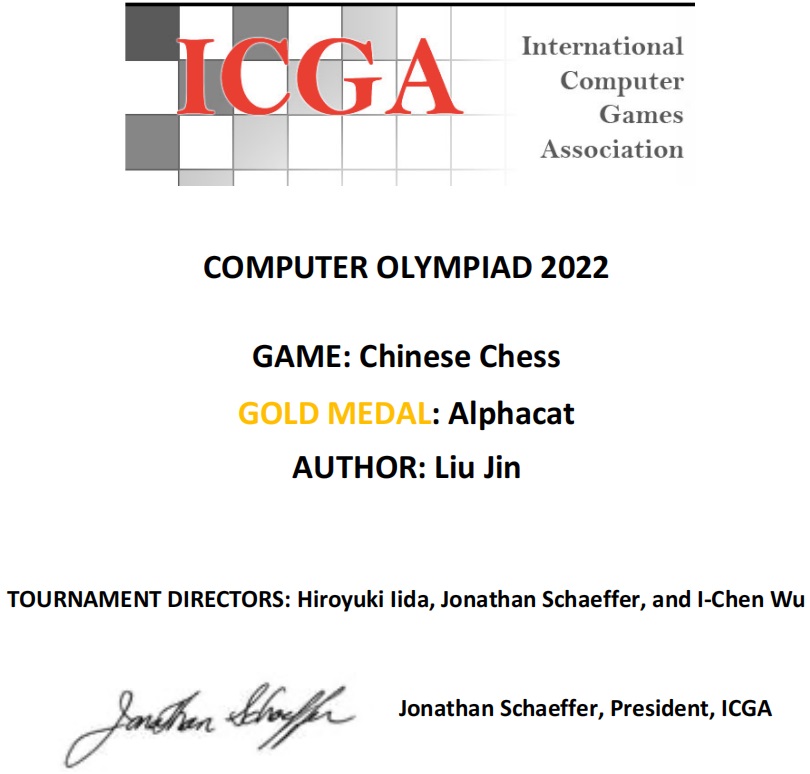 ICGA
International
Computer
Games
Association
COMPUTER OLYMPIAD 2022
GAME: Chinese Chess
GOLD MEDAL: Alphacat
AUTHOR: Liu Jin
TOURNAMENT DIRECTORS: Hiroyuki Iida, Jonathan Schaeffer, and I-Chen Wu
Jonathan Schaeffer
Jonathan Schaeffer, President, ICGA